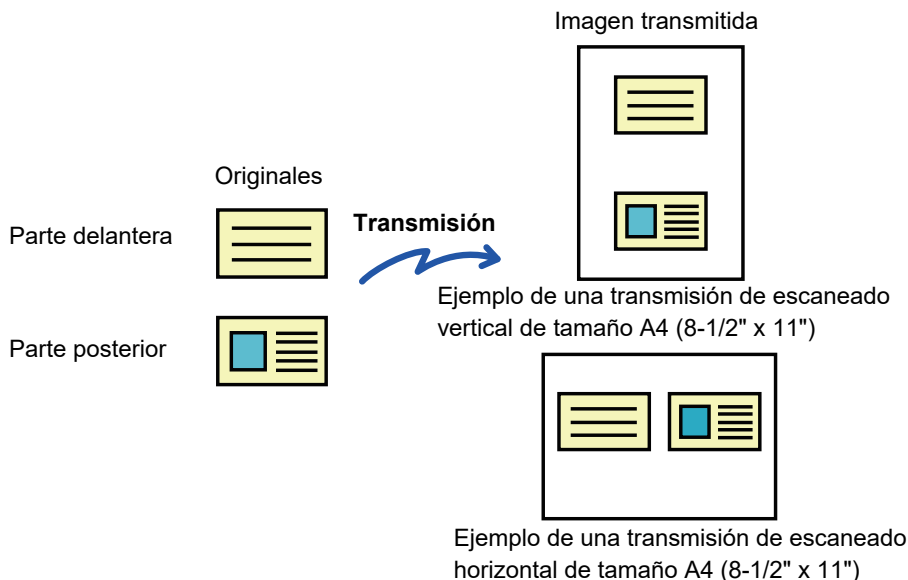 Imagen transmitida
Originales
Parte delantera
Transmisión
Parte posterior
Ejemplo de una transmisión de escaneado
vertical de tamaño A4 (8-1/2" x 11")
Ejemplo de una transmisión de escaneado
horizontal de tamaño A4 (8-1/2" x 11")